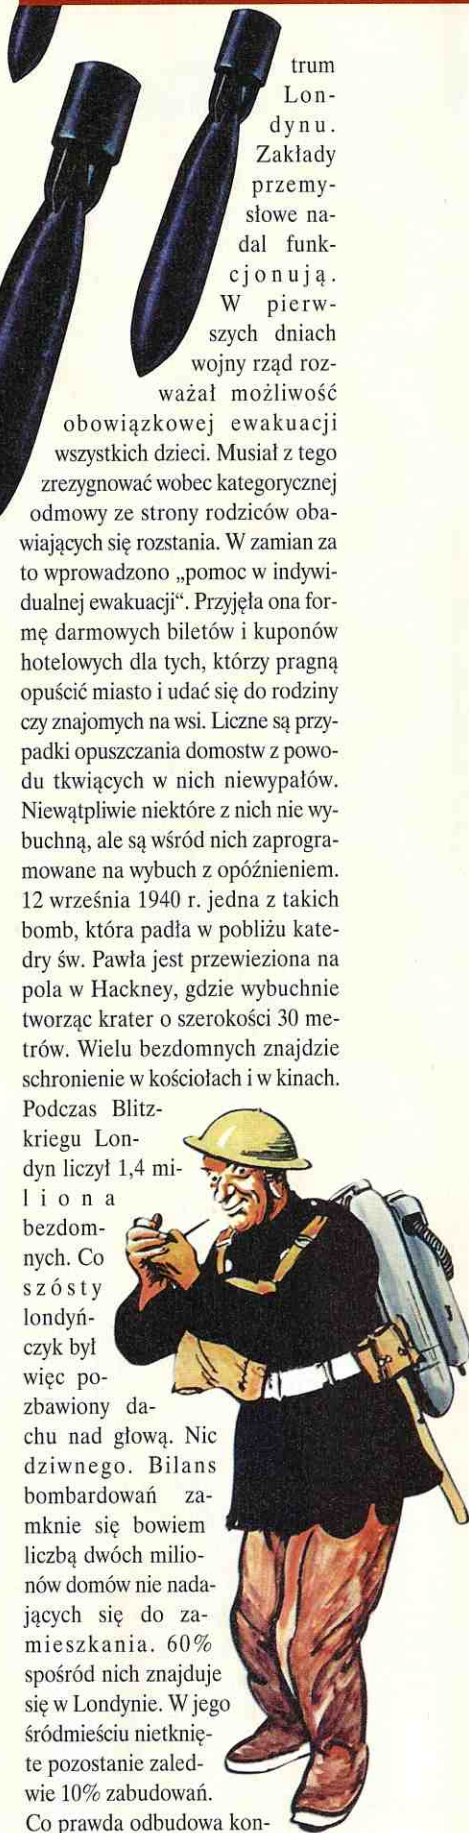 trum
Lon-
dynu.
Zakłady
przemy-
słowe na-
dal funk-
cjonują.
W pierw-
szych dniach
wojny rząd roz-
ważał możliwość
obowiązkowej ewakuacji
wszystkich dzieci. Musiał z tego
zrezygnować wobec kategorycznej
odmowy ze strony rodziców oba-
wiających się rozstania. W zamian za
to wprowadzono „pomoc w indywi-
dualnej ewakuacji“. Przyjęła ona for-
mę darmowych biletów i kuponów
hotelowych dla tych, którzy pragną
opuścić miasto i udać się do rodziny
czy znajomych na wsi. Liczne są przy-
padki opuszczania domostw z powo-
du tkwiących w nich niewypałów.
Niewątpliwie niektóre z nich nie wy-
buchną, ale są wśród nich zaprogra-
mowane na wybuch z opóźnieniem.
12 września 1940 r. jedna z takich
bomb, która padła w pobliżu kate-
dry św. Pawła jest przewieziona na
pola w Hackney, gdzie wybuchnie
tworząc krater o szerokości 30 me-
trów. Wielu bezdomnych znajdzie
schronienie w kościołach i w kinach.
Podczas Blitz-
kriegu Lon-
dyn liczył 1,4 mi-
liona
bezdom-
nych. Co
szósty
londyń-
czyk był
więc po-
zbawiony da-
chu nad głową. Nic
dziwnego. Bilans
bombardowań za-
mknie się bowiem
liczbą dwóch milio-
nów domów nie nada-
jących się do za-
mieszkania. 60%
spośród nich znajduje
się w Londynie. W jego
śródmieściu nietknię-
te pozostanie zaled-
wie 10% zabudowań.
Co prawda odbudowa kon-